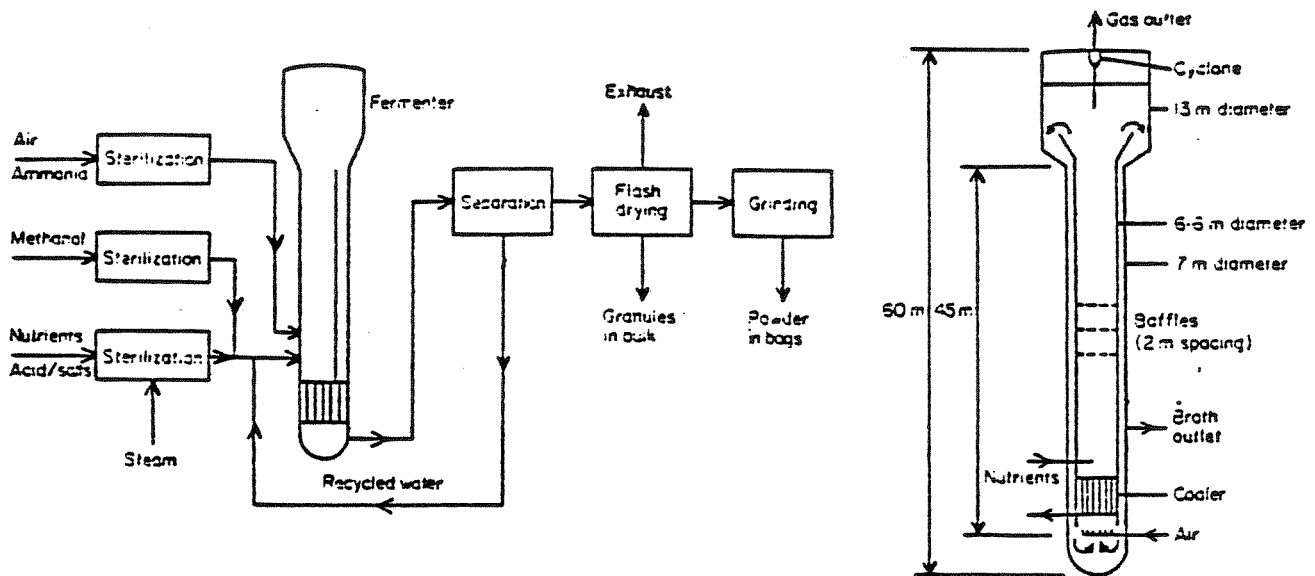 Fermenter
Air
Ammonia
Sterilization
Methanol
Sterilization
Nutrients
Acid/salts
Sterilization
Steam
Recycled water
Separation
Exhaust
Flash
drying
Grinding
Granules
in bulk
Powder
in bags
Gas outlet
Cyclone
13 m diameter
6·6 m diameter
7 m diameter
60 m
45 m
Baffles
(2 m spacing)
Broth
outlet
Nutrients
Cooler
Air